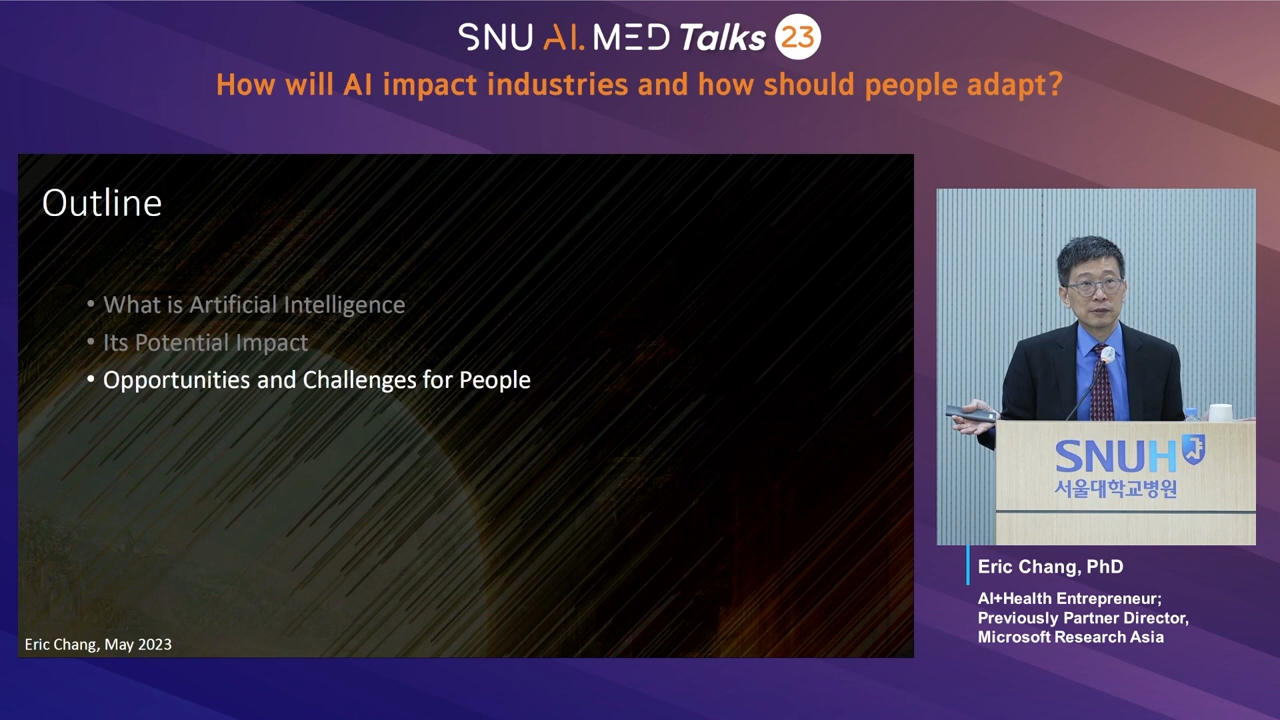 SNU AI.MED Talks 23
How will AI impact industries and how should people adapt?
Outline
• What is Artificial Intelligence
• Its Potential Impact
• Opportunities and Challenges for People
Eric Chang, May 2023
SNUH
서울대학교병원
Eric Chang, PhD
AI+Health Entrepreneur;
Previously Partner Director,
Microsoft Research Asia